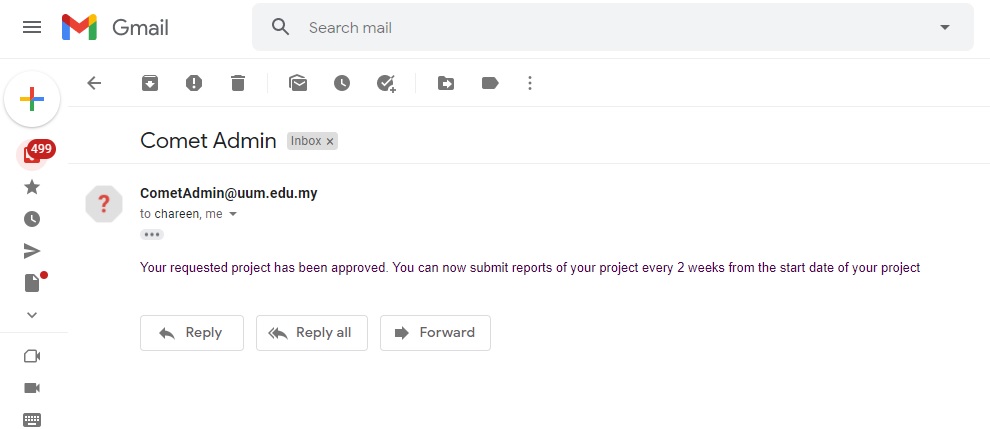 Gmail
Search mail
499
Comet Admin
Inbox ×
?
CometAdmin@uum.edu.my
to chareen, me
Your requested project has been approved. You can now submit reports of your project every 2 weeks from the start date of your project
Reply
Reply all
Forward